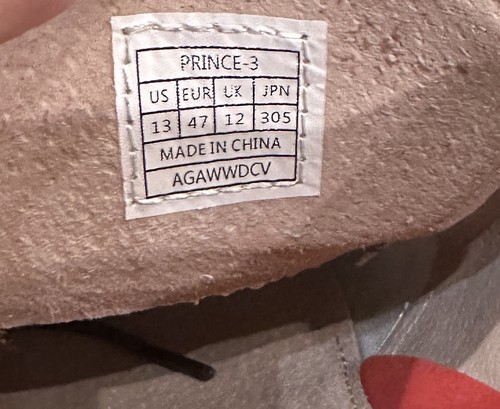 PRINCE-3
US EUR UK JPN
13 47 12 305
MADE IN CHINA
AGAWWDCV